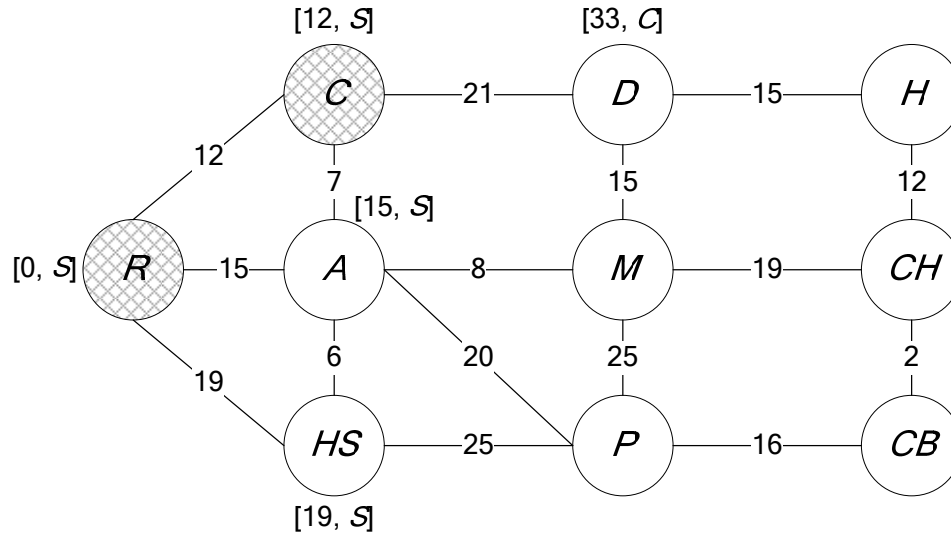 [12, S] [33, C]
C 21 D 15 H
12 7 15 12
[15, S]
[0, S] R 15 A 8 M 19 CH
6 20 25 2
19
HS 25 P 16 CB
[19, S]